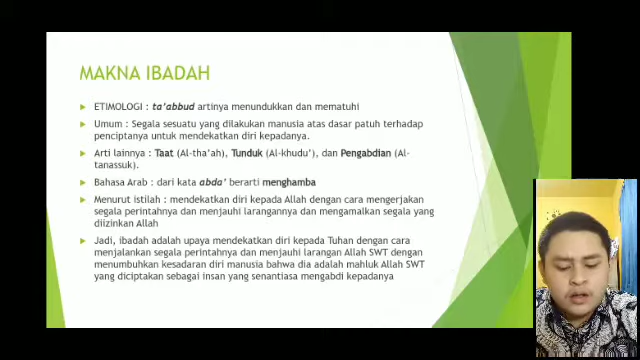 MAKNA IBADAH
ETIMOLOGI : ta'abbud artinya menundukkan dan mematuhi
Umum : Segala sesuatu yang dilakukan manusia atas dasar patuh terhadap
penciptanya untuk mendekatkan diri kepadanya.
Arti lainnya : Taat (Al-tha'ah), Tunduk (Al-khudu'), dan Pengabdian (Al-
tanassuk).
Bahasa Arab : dari kata abda' berarti menghamba
Menurut istilah : mendekatkan diri kepada Allah dengan cara mengerjakan
segala perintahnya dan menjauhi larangannya dan mengamalkan segala yang
diizinkan Allah
Jadi, ibadah adalah upaya mendekatkan diri kepada Tuhan dengan cara
menjalankan segala perintahnya dan menjauhi larangan Allah SWT dengan
menumbuhkan kesadaran diri manusia bahwa dia adalah mahluk Allah SWT
yang diciptakan sebagai insan yang senantiasa mengabdi kepadanya